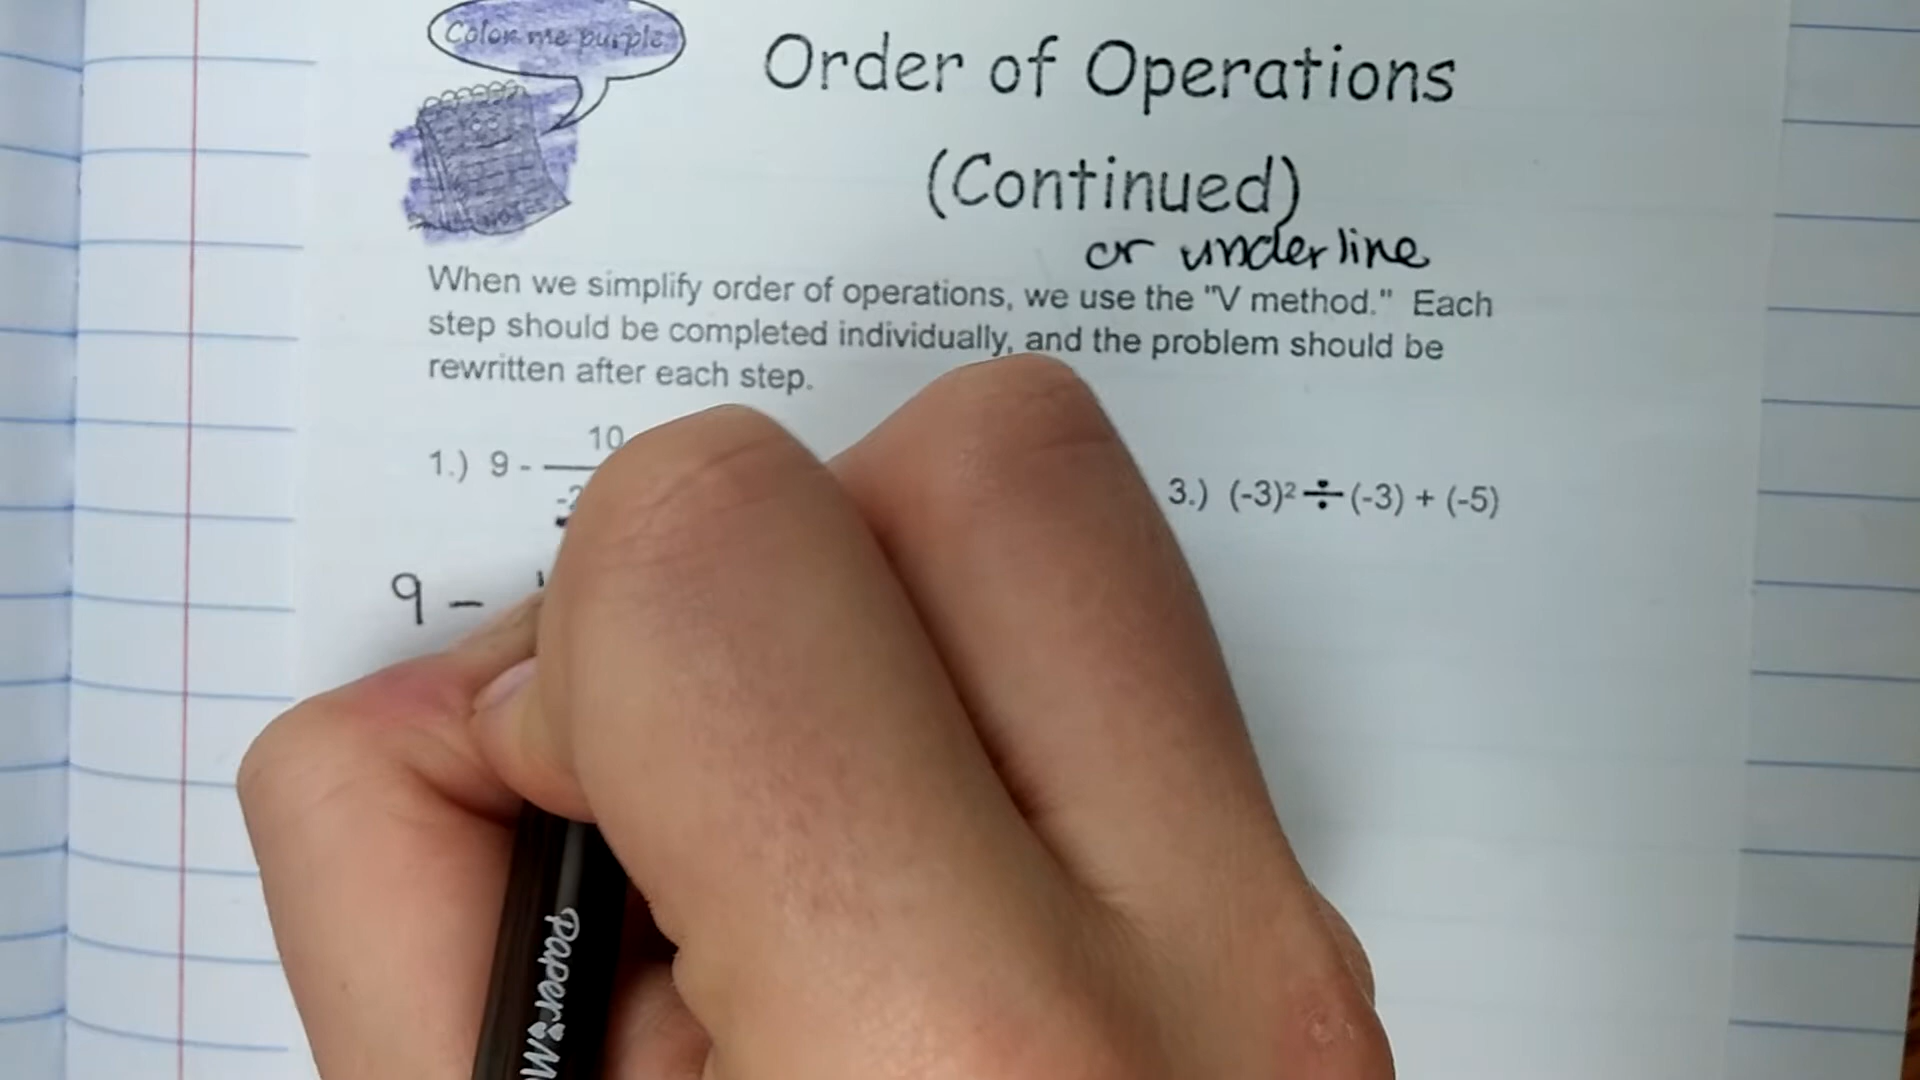 Color me purple
Order of Operations
(Continued)
or underline
When we simplify order of operations, we use the "V method." Each
step should be completed individually, and the problem should be
rewritten after each step.
1.) 9 - 10
3.) (-3)² ÷ (-3) + (-5)
9 -
NOTES
Paper